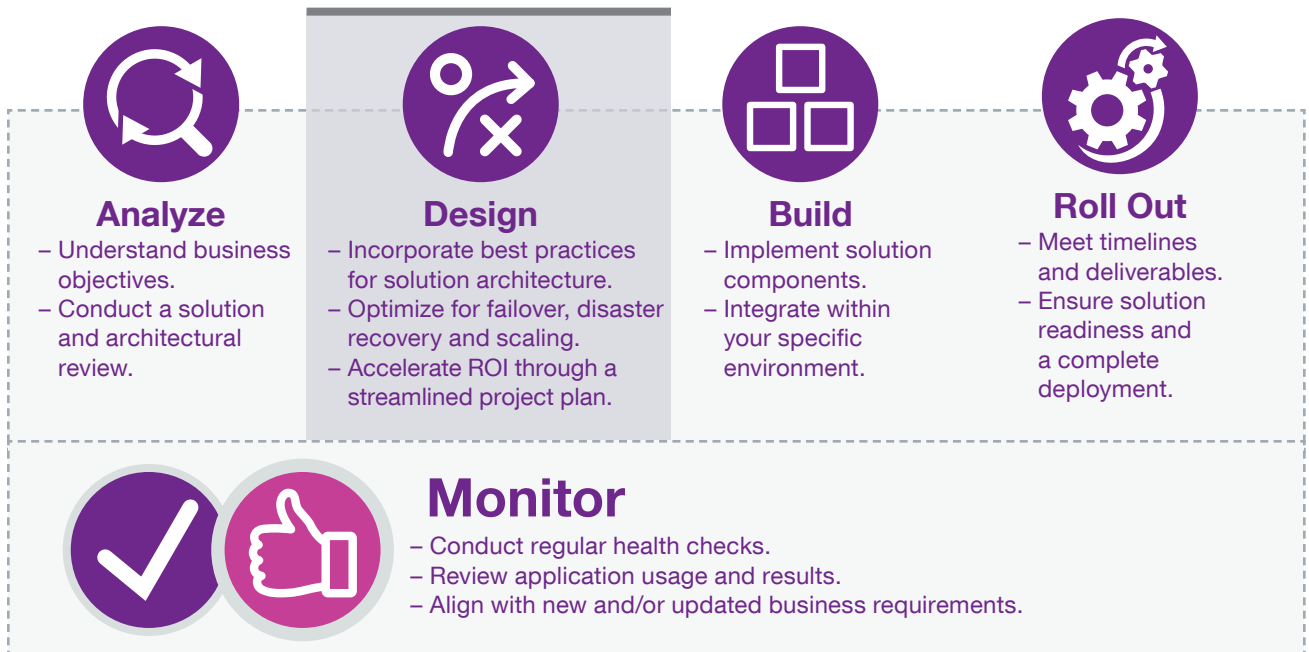 Analyze
– Understand business
objectives.
– Conduct a solution
and architectural
review.
Design
– Incorporate best practices
for solution architecture.
– Optimize for failover, disaster
recovery and scaling.
– Accelerate ROI through a
streamlined project plan.
Build
– Implement solution
components.
– Integrate within
your specific
environment.
Roll Out
– Meet timelines
and deliverables.
– Ensure solution
readiness and
a complete
deployment.
Monitor
– Conduct regular health checks.
– Review application usage and results.
– Align with new and/or updated business requirements.